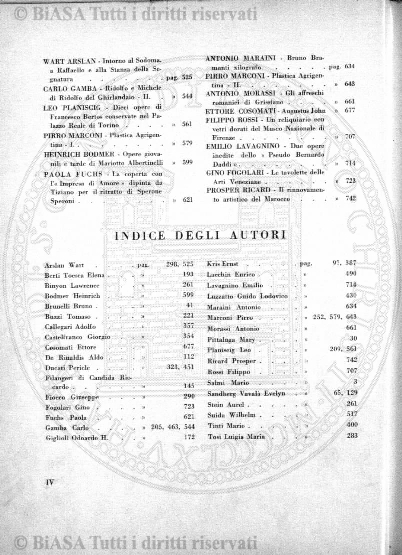 © BiASA Tutti i diritti riservati
WART ARSLAN - Intorno al Sodoma,
a Raffaello e alla Stanza della Se-
gnatura . . . . . . pag. 525
CARLO GAMBA - Ridolfo e Michele
di Ridolfo del Ghirlandaio - II. . » 544
LEO PLANISCIG - Dieci opere di
Francesco Bertos conservate nel Pa-
lazzo Reale di Torino . . . . » 561
PIRRO MARCONI - Plastica Agrigen-
tina - I. . . . . » 579
HEINRICH BODMER - Opere giova-
nili e tarde di Mariotto Albertinelli » 599
PAOLA FUCHS - La coperta con
l'« Impresa di Amore » dipinta da
Tiziano per il ritratto di Sperone
Speroni . . . . . » 621
ANTONIO MARAINI - Bruno Bra-
manti xilografo . . . . pag. 634
PIRRO MARCONI - Plastica Agrigen-
tina - II. . . . . » 643
ANTONIO MORASSI - Gli affreschi
romanici di Grissiano . . . » 661
ETTORE COSOMATI - Augustus John » 677
FILIPPO ROSSI - Un reliquiario con
vetri dorati del Museo Nazionale di
Firenze . . . . . » 707
EMILIO LAVAGNINO - Due opere
inedite dello « Pseudo Bernardo
Daddi » . . . . . » 714
GINO FOGOLARI - Le tavolette delle
Arti Veneziane . . . . » 723
PROSPER RICARD - Il rinnovamen-
to artistico del Marocco . . . » 742
INDICE DEGLI AUTORI
Arslan Wart . . . pag. 298, 525
Berti Toesca Elena . . . » 193
Binyon Lawrence . . . » 261
Bodmer Heinrich . . . » 599
Brunelli Bruno . . . » 41
Buzzi Tomaso . . . » 221
Callegari Adolfo . . . » 357
Castelfranco Giorgio . . . » 354
Cosomati Ettore . . . » 677
De Rinaldis Aldo . . . » 112
Ducati Pericle . . . » 323, 451
Filangeri di Candida Ric-
cardo . . . » 145
Fiocco Giuseppe . . . » 290
Fogolari Gino . . . » 723
Fuchs Paola . . . » 621
Gamba Carlo . . . » 205, 463, 544
Giglioli Odoardo H. . . . » 172
Kris Ernst . . . pag. 97, 387
Lacchin Enrico . . . » 490
Lavagnino Emilio . . . » 714
Luzzatto Guido Lodovico . » 430
Maraini Antonio . . . » 634
Marconi Pirro . . . » 252, 579, 643
Morassi Antonio . . . » 661
Pittaluga Mary . . . » 30
Planiscig Leo . . . » 209, 561
Ricard Prosper . . . » 742
Rossi Filippo . . . » 707
Salmi Mario . . . » 3
Sandberg Vavalà Evelyn . » 65, 129
Stein Aurel . . . » 261
Suida Wilhelm . . . » 517
Tinti Mario . . . » 400
Tosi Luigia Maria . . . » 283
IV
© BiASA Tutti i diritti riservati